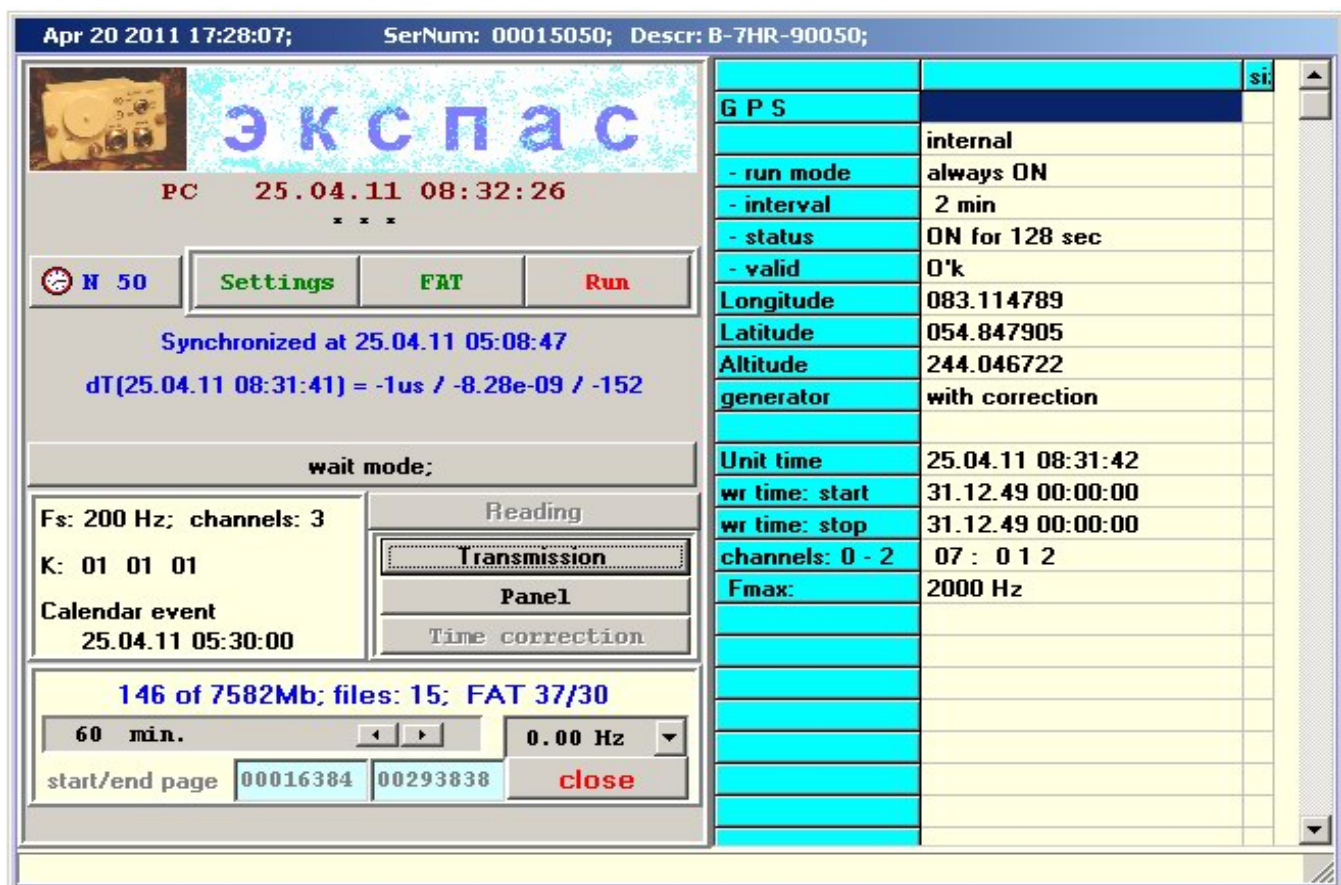 Apr 20 2011 17:28:07; SerNum: 00015050; Descr: B-7HR-90050;
экспас
PC 25.04.11 08:32:26
* * *
N 50 Settings FAT Run
Synchronized at 25.04.11 05:08:47
dT(25.04.11 08:31:41) = -1us / -8.28e-09 / -152
wait mode;
Fs: 200 Hz; channels: 3
K: 01 01 01
Calendar event
25.04.11 05:30:00
Reading
Transmission
Panel
Time correction
146 of 7582Mb; files: 15; FAT 37/30
60 min. 0.00 Hz
start/end page 00016384 00293838 close
G P S
internal
- run mode always ON
- interval 2 min
- status ON for 128 sec
- valid O'k
Longitude 083.114789
Latitude 054.847905
Altitude 244.046722
generator with correction
Unit time 25.04.11 08:31:42
wr time: start 31.12.49 00:00:00
wr time: stop 31.12.49 00:00:00
channels: 0 - 2 07 : 0 1 2
Fmax: 2000 Hz